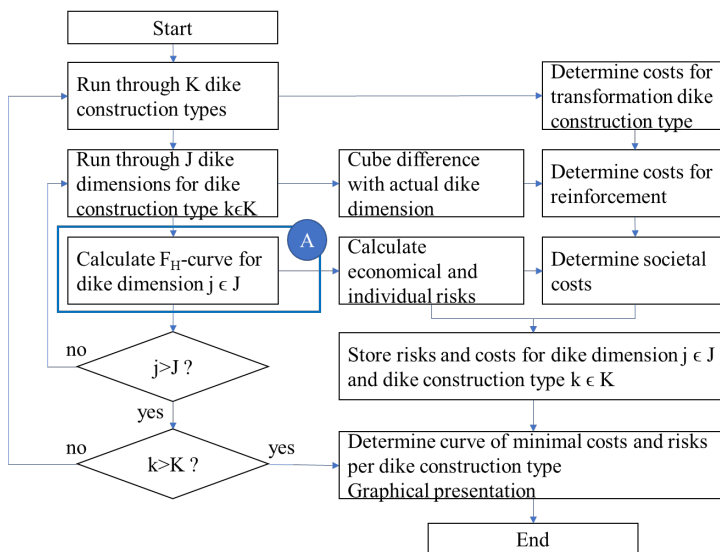 Start
Run through K dike
construction types
Determine costs for
transformation dike
construction type
Run through J dike
dimensions for dike
construction type kϵK
Cube difference
with actual dike
dimension
Determine costs for
reinforcement
A
Calculate F_H-curve for
dike dimension j ϵ J
Calculate
economical and
individual risks
Determine societal
costs
no
j>J ?
Store risks and costs for dike dimension j ϵ J
and dike construction type k ϵ K
yes
no
k>K ?
yes
Determine curve of minimal costs and risks
per dike construction type
Graphical presentation
End